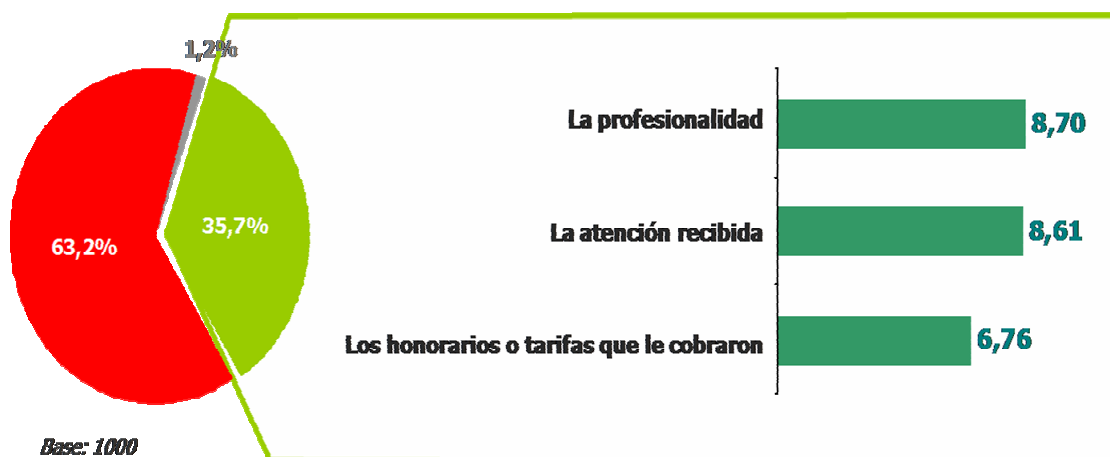 1,2%
35,7%
63,2%
La profesionalidad
8,70
La atención recibida
8,61
Los honorarios o tarifas que le cobraron
6,76
Base: 1000